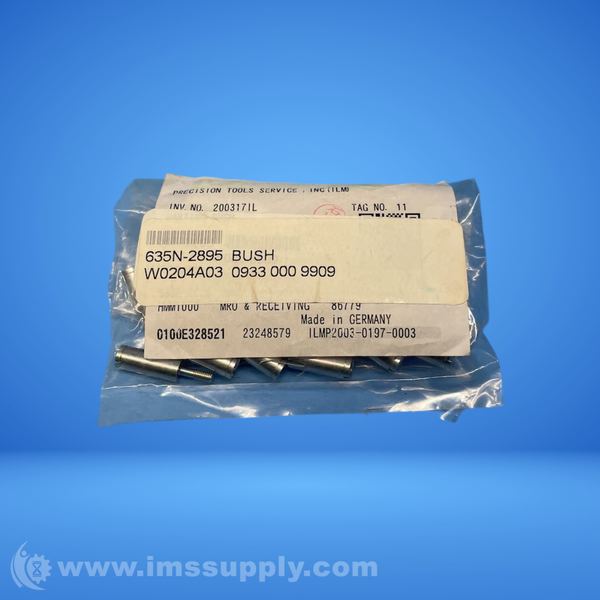 PRECISION TOOLS SERVICE, INC(ILM)
INV NO. 200317IL TAG NO. 11
635N-2895 BUSH
W0204A03 0933 000 9909
HMM1000 MRO & RECEIVING 86779
Made in GERMANY
0100E328521 23248579 ILMP2003-0197-0003
www.imssupply.com